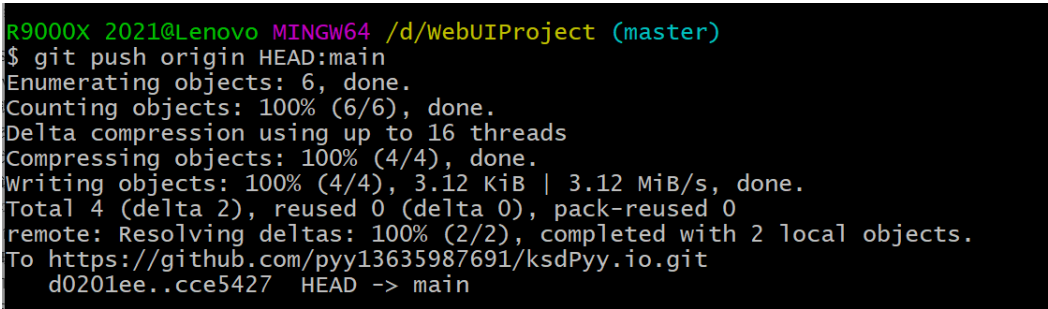 R9000X 2021@Lenovo MINGW64 /d/WebUIProject (master)
$ git push origin HEAD:main
Enumerating objects: 6, done.
Counting objects: 100% (6/6), done.
Delta compression using up to 16 threads
Compressing objects: 100% (4/4), done.
Writing objects: 100% (4/4), 3.12 KiB | 3.12 MiB/s, done.
Total 4 (delta 2), reused 0 (delta 0), pack-reused 0
remote: Resolving deltas: 100% (2/2), completed with 2 local objects.
To https://github.com/pyy13635987691/ksdPyy.io.git
   d0201ee..cce5427  HEAD -> main